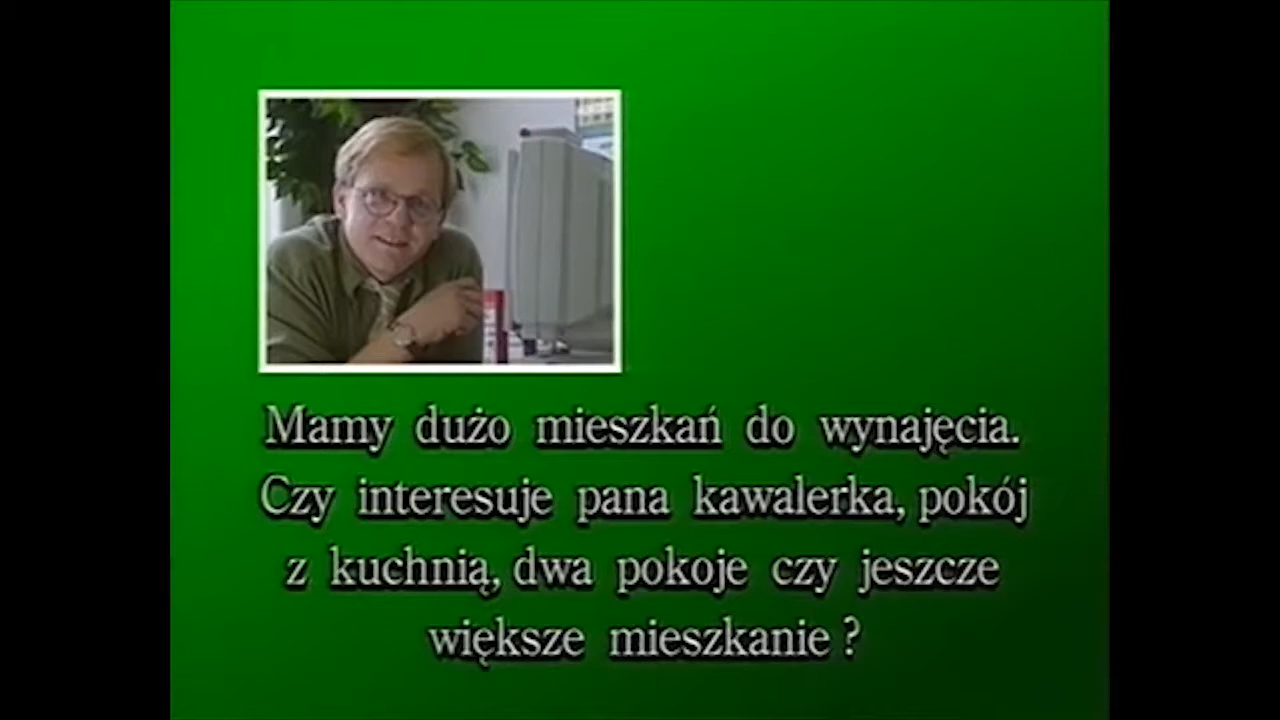 Mamy dużo mieszkań do wynajęcia.
Czy interesuje pana kawalerka, pokój
z kuchnią, dwa pokoje czy jeszcze
większe mieszkanie ?